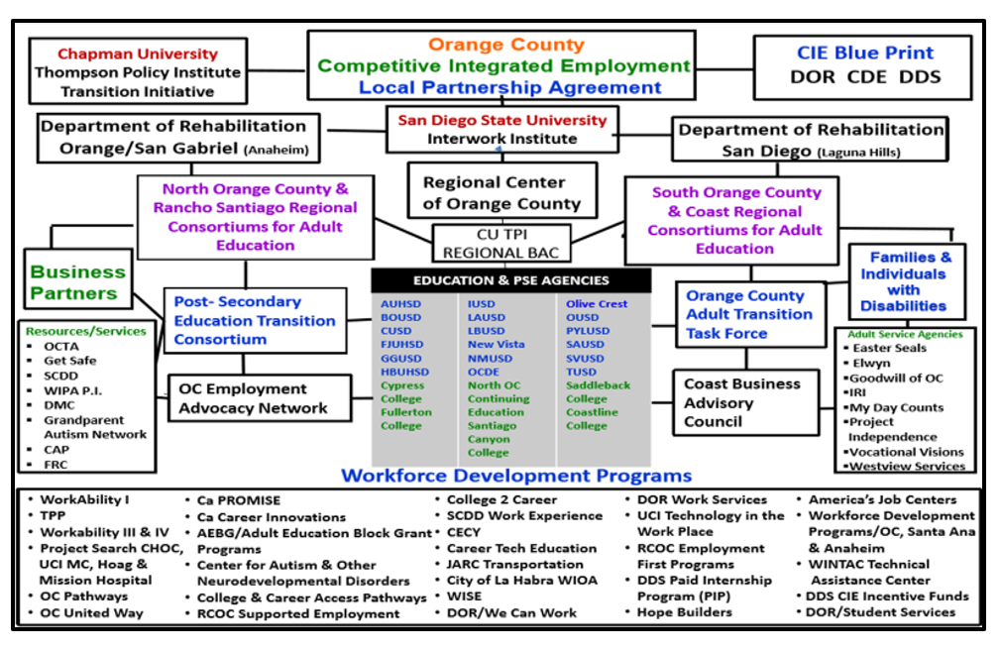 Chapman University
Thompson Policy Institute
Transition Initiative
Orange County
Competitive Integrated Employment
Local Partnership Agreement
CIE Blue Print
DOR CDE DDS
Department of Rehabilitation
Orange/San Gabriel (Anaheim)
San Diego State University
Interwork Institute
Department of Rehabilitation
San Diego (Laguna Hills)
North Orange County &
Rancho Santiago Regional
Consortiums for Adult
Education
Regional Center
of Orange County
South Orange County
& Coast Regional
Consortiums for Adult
Education
CU TPI
REGIONAL BAC
Business
Partners
Families &
Individuals
with
Disabilities
Post- Secondary
Education Transition
Consortium
EDUCATION & PSE AGENCIES
AUHSD
BOUSD
CUSD
FJUHSD
GGUSD
HBUHSD
Cypress
College
Fullerton
College
IUSD
LAUSD
LBUSD
New Vista
NMUSD
OCDE
North OC
Continuing
Education
Santiago
Canyon
College
Olive Crest
OUSD
PYLUSD
SAUSD
SVUSD
TUSD
Saddleback
College
Coastline
College
Orange County
Adult Transition
Task Force
Resources/Services
▪ OCTA
▪ Get Safe
▪ SCDD
▪ WIPA P.I.
▪ DMC
▪ Grandparent
Autism Network
▪ CAP
▪ FRC
OC Employment
Advocacy Network
Coast Business
Advisory
Council
Adult Service Agencies
▪ Easter Seals
▪ Elwyn
▪Goodwill of OC
▪IRI
▪My Day Counts
▪Project
Independence
▪Vocational Visions
▪Westview Services
Workforce Development Programs
• WorkAbility I
• TPP
• Workability III & IV
• Project Search CHOC,
UCI MC, Hoag &
Mission Hospital
• OC Pathways
• OC United Way
• Ca PROMISE
• Ca Career Innovations
• AEBG/Adult Education Block Grant
Programs
• Center for Autism & Other
Neurodevelopmental Disorders
• College & Career Access Pathways
• RCOC Supported Employment
• College 2 Career
• SCDD Work Experience
• CECY
• Career Tech Education
• JARC Transportation
• City of La Habra WIOA
• WISE
• DOR/We Can Work
• DOR Work Services
• UCI Technology in the
Work Place
• RCOC Employment
First Programs
• DDS Paid Internship
Program (PIP)
• Hope Builders
• America's Job Centers
• Workforce Development
Programs/OC, Santa Ana
& Anaheim
• WINTAC Technical
Assistance Center
• DDS CIE Incentive Funds
• DOR/Student Services